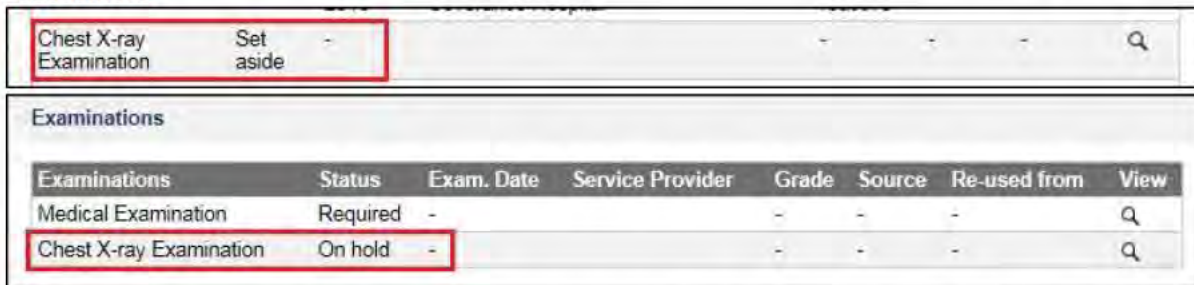 Chest X-ray Set - - - -
Examination aside
Examinations
Examinations Status Exam. Date Service Provider Grade Source Re-used from View
Medical Examination Required - - - -
Chest X-ray Examination On hold - - - -